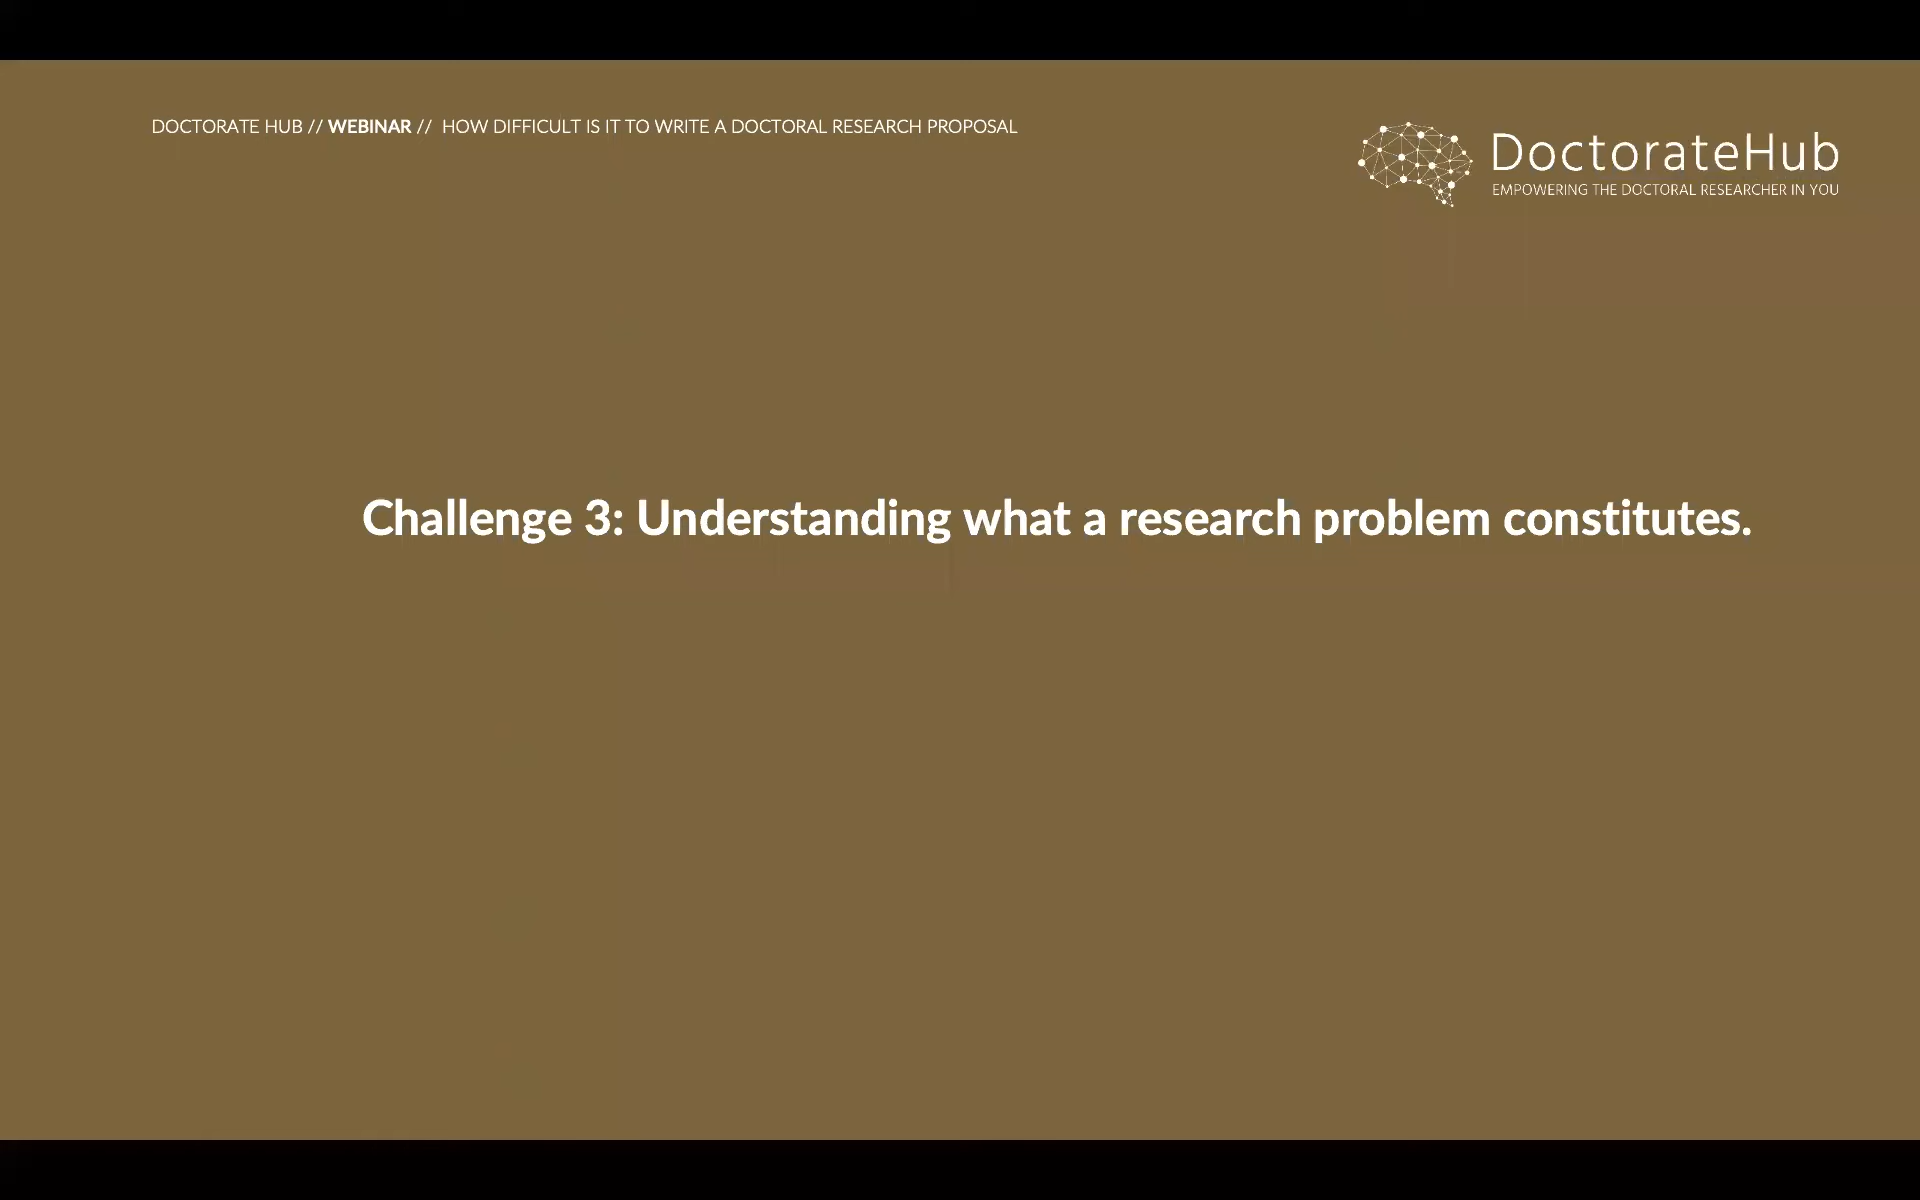 DOCTORATE HUB // WEBINAR // HOW DIFFICULT IS IT TO WRITE A DOCTORAL RESEARCH PROPOSAL
DoctorateHub
EMPOWERING THE DOCTORAL RESEARCHER IN YOU
Challenge 3: Understanding what a research problem constitutes.